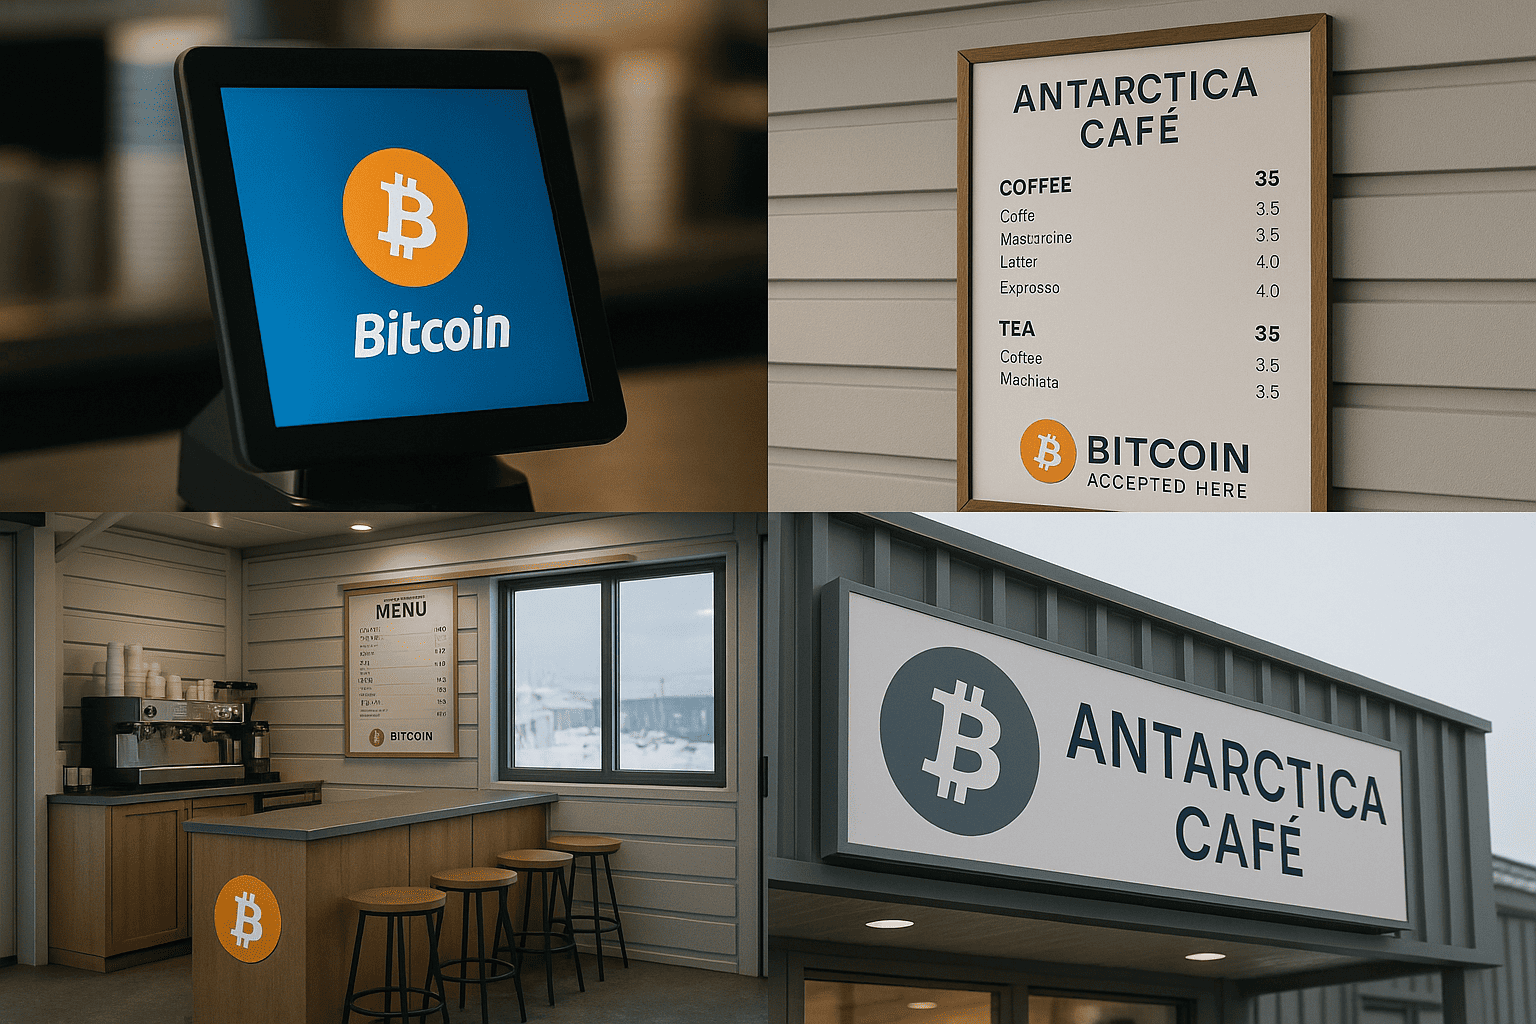 Bitcoin
ANTARCTICA
CAFÉ
COFFEE 35
Coffe 3.5
Masturcine 3.5
Latter 4.0
Exprosso 4.0
TEA 35
Coftee 3.5
Machiata 3.5
BITCOIN
ACCEPTED HERE
MENU
BITCOIN
ANTARCTICA
CAFÉ